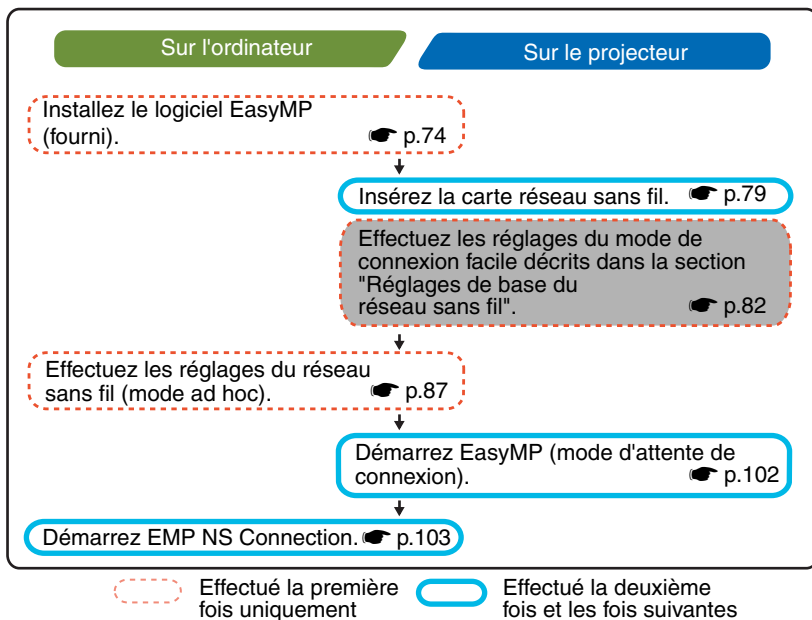 Sur l'ordinateur
Sur le projecteur
Installez le logiciel EasyMP
(fourni). p.74
Insérez la carte réseau sans fil. p.79
Effectuez les réglages du mode de
connexion facile décrits dans la section
"Réglages de base du
réseau sans fil". p.82
Effectuez les réglages du réseau
sans fil (mode ad hoc). p.87
Démarrez EasyMP (mode d'attente de
connexion). p.102
Démarrez EMP NS Connection. p.103
Effectué la première
fois uniquement
Effectué la deuxième
fois et les fois suivantes